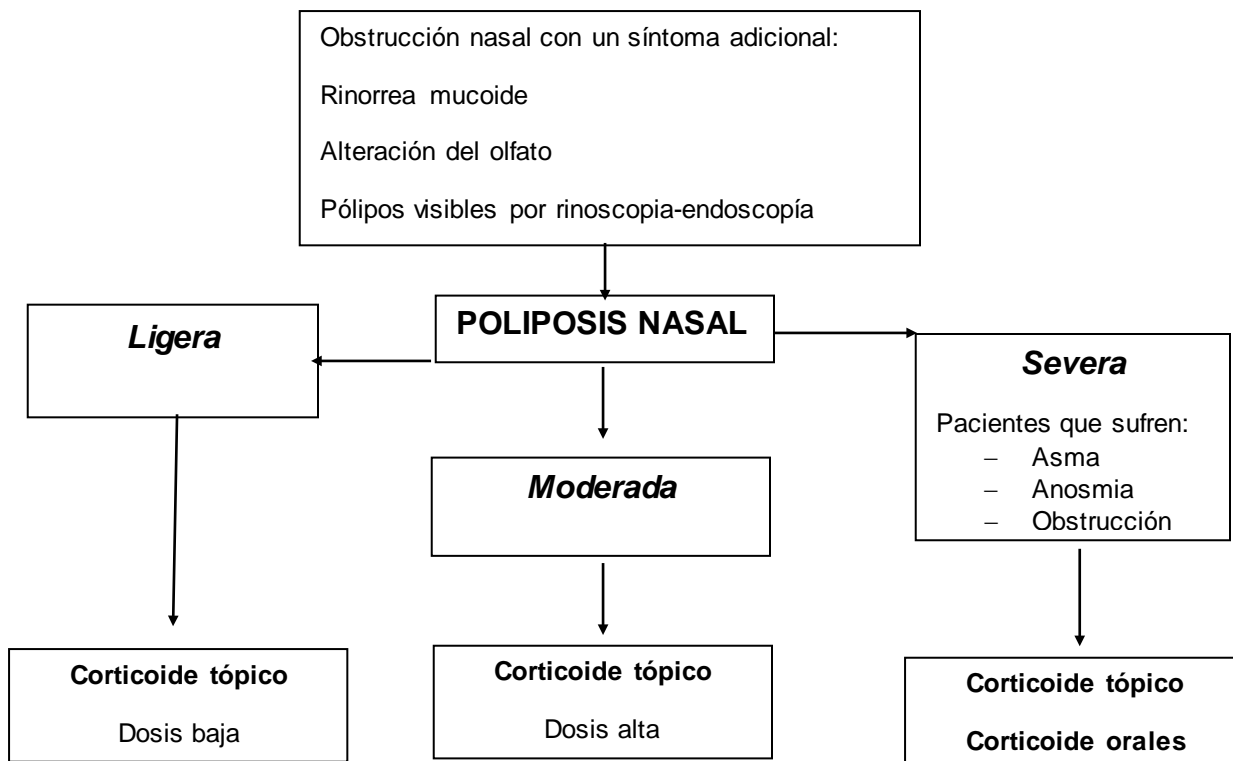 Obstrucción nasal con un síntoma adicional:
Rinorrea mucoide
Alteración del olfato
Pólipos visibles por rinoscopia-endoscopía
POLIPOSIS NASAL
Ligera
Moderada
Severa
Pacientes que sufren:
– Asma
– Anosmia
– Obstrucción
Corticoide tópico
Dosis baja
Corticoide tópico
Dosis alta
Corticoide tópico
Corticoide orales